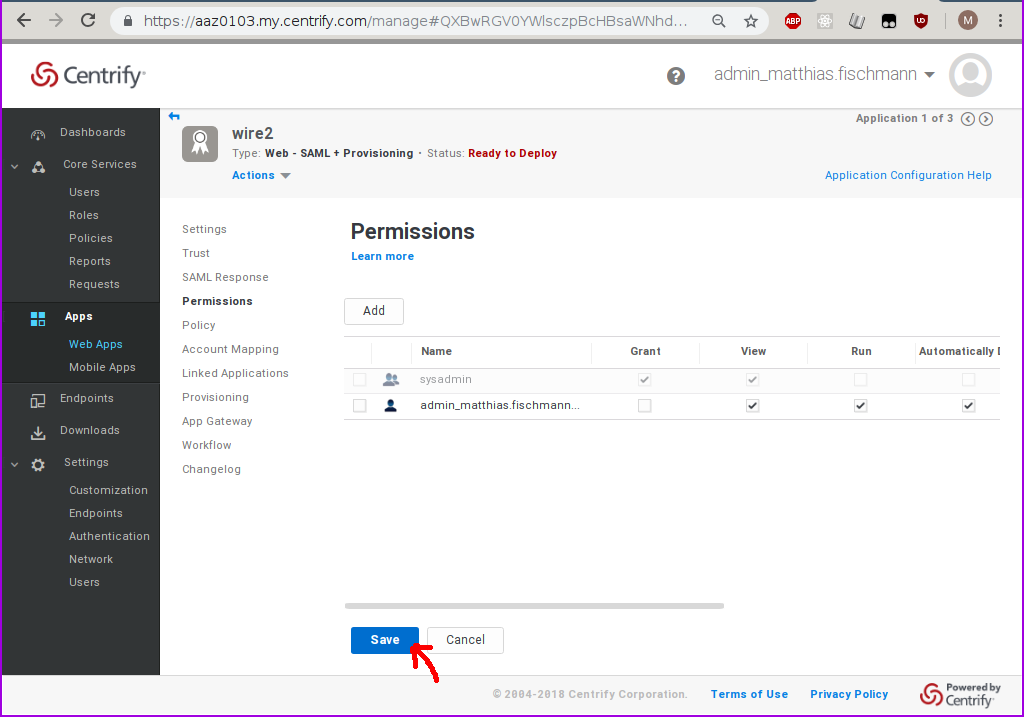 https://aaz0103.my.centrify.com/manage#QXBwRGV0YWlsczpBcHBsaWNhd...
ABP
UD
M
Centrify
?
admin_matthias.fischmann
Application 1 of 3
wire2
Type: Web - SAML + Provisioning · Status: Ready to Deploy
Actions
Application Configuration Help
Dashboards
Core Services
Users
Roles
Policies
Reports
Requests
Apps
Web Apps
Mobile Apps
Endpoints
Downloads
Settings
Customization
Endpoints
Authentication
Network
Users
Settings
Trust
SAML Response
Permissions
Policy
Account Mapping
Linked Applications
Provisioning
App Gateway
Workflow
Changelog
Permissions
Learn more
Add
Name Grant View Run Automatically D
sysadmin
admin_matthias.fischmann...
Save Cancel
© 2004-2018 Centrify Corporation. Terms of Use Privacy Policy
Powered by
Centrify